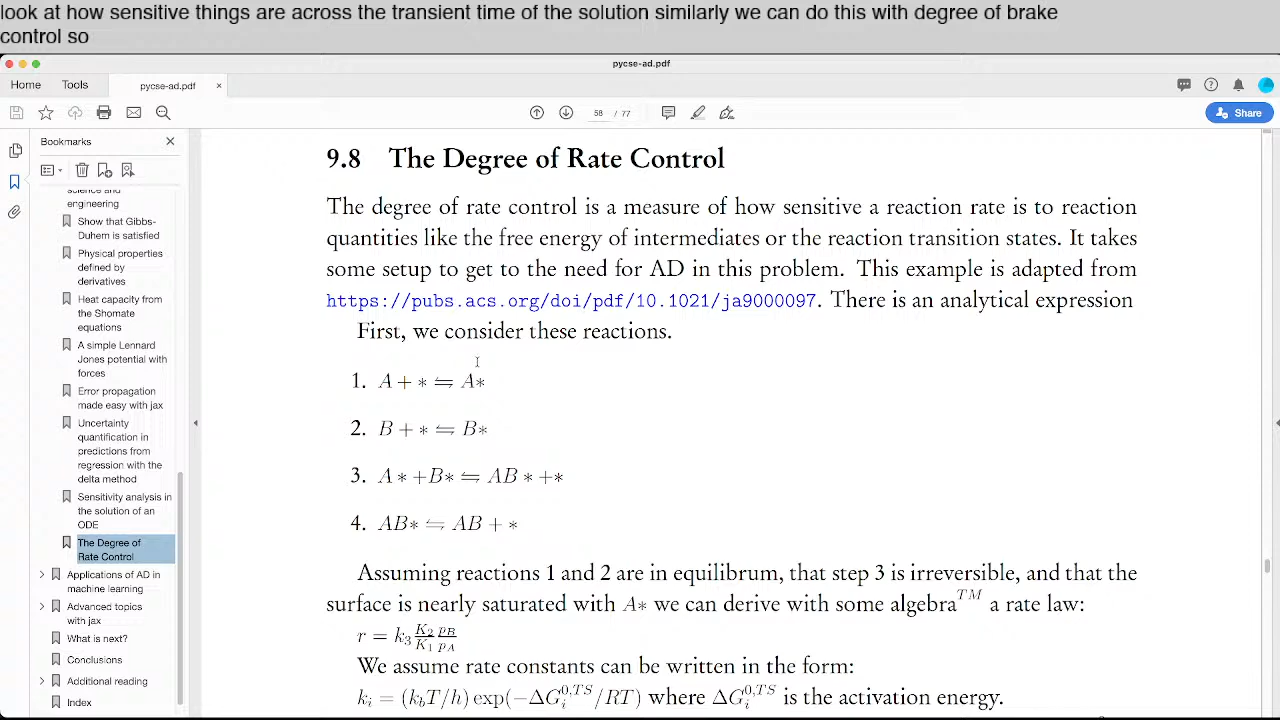 look at how sensitive things are across the transient time of the solution similarly we can do this with degree of brake
control so
pycse-ad.pdf
Home
Tools
pycse-ad.pdf
×
58 / 77
Share
Bookmarks
science and
engineering
Show that Gibbs-
Duhem is satisfied
Physical properties
defined by
derivatives
Heat capacity from
the Shomate
equations
A simple Lennard
Jones potential with
forces
Error propagation
made easy with jax
Uncertainty
quantification in
predictions from
regression with the
delta method
Sensitivity analysis in
the solution of an
ODE
The Degree of
Rate Control
Applications of AD in
machine learning
Advanced topics
with jax
What is next?
Conclusions
Additional reading
Index
9.8 The Degree of Rate Control
The degree of rate control is a measure of how sensitive a reaction rate is to reaction
quantities like the free energy of intermediates or the reaction transition states. It takes
some setup to get to the need for AD in this problem. This example is adapted from
https://pubs.acs.org/doi/pdf/10.1021/ja9000097. There is an analytical expression
First, we consider these reactions.
1. A + * ⇋ A*
2. B + * ⇋ B*
3. A * +B* ⇋ AB * +*
4. AB* ⇋ AB + *
Assuming reactions 1 and 2 are in equilibrum, that step 3 is irreversible, and that the
surface is nearly saturated with A* we can derive with some algebra^{TM} a rate law:
r = k_3 \frac{K_2}{K_1} \frac{p_B}{p_A}
We assume rate constants can be written in the form:
k_i = (k_bT/h) exp(−ΔG_i^{0,TS}/RT) where ΔG_i^{0,TS} is the activation energy.